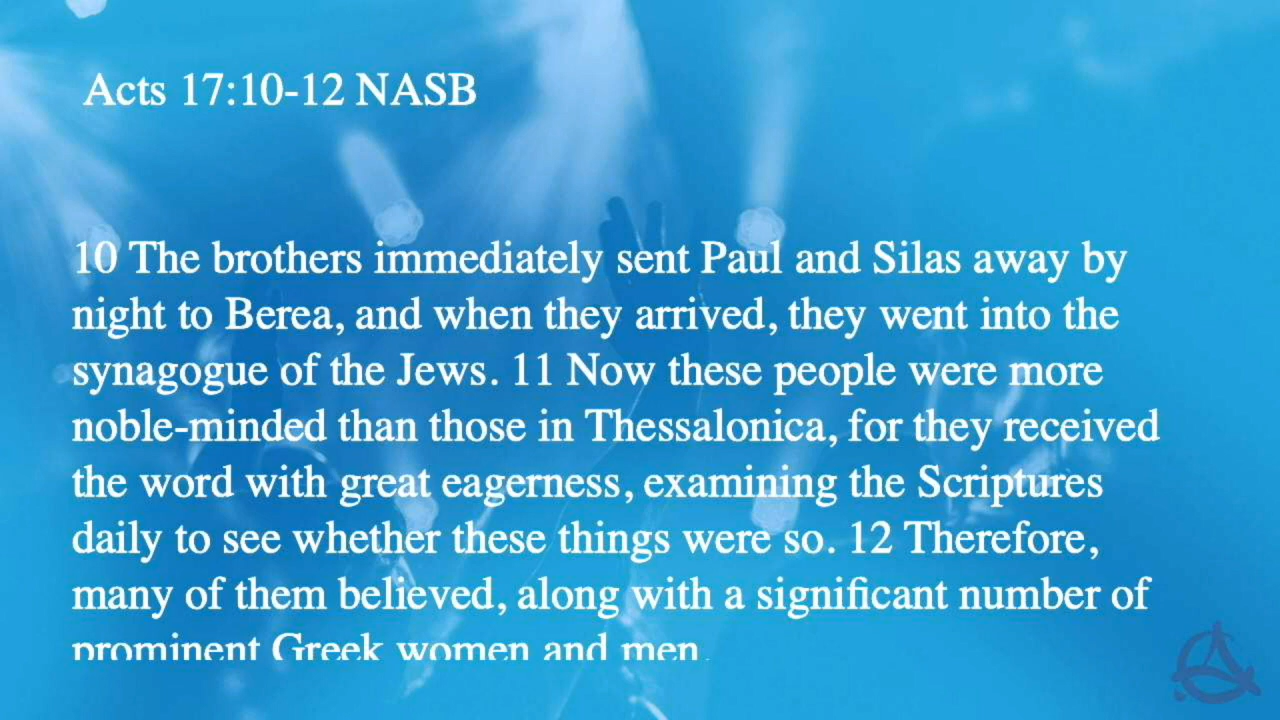 Acts 17:10-12 NASB
10 The brothers immediately sent Paul and Silas away by
night to Berea, and when they arrived, they went into the
synagogue of the Jews. 11 Now these people were more
noble-minded than those in Thessalonica, for they received
the word with great eagerness, examining the Scriptures
daily to see whether these things were so. 12 Therefore,
many of them believed, along with a significant number of
prominent Greek women and men.